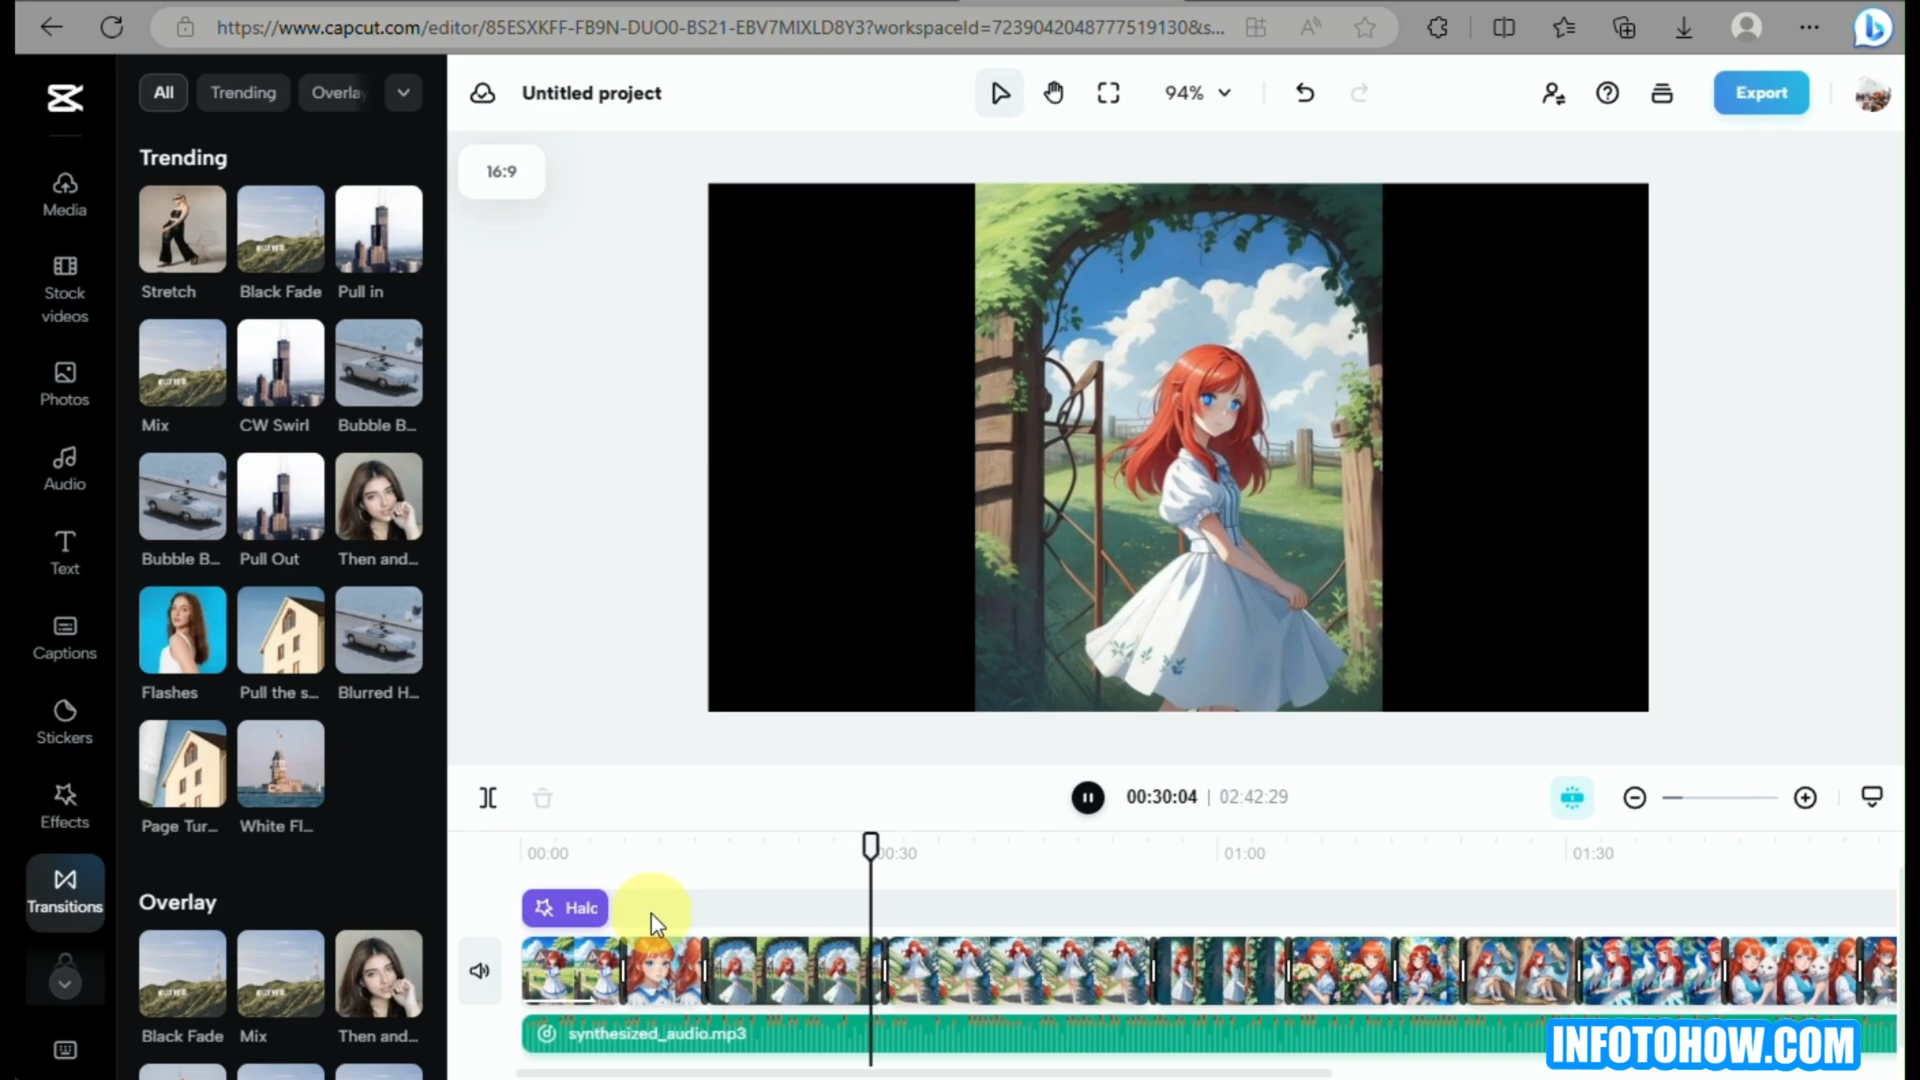 https://www.capcut.com/editor/85ESXKFF-FB9N-DUO0-BS21-EBV7MIXLD8Y3?workspaceId=7239042048777519130&s...
All
Trending
Overla
Untitled project
94%
Export
Trending
16:9
Media
Stretch
Black Fade
Pull in
Stock
videos
Mix
CW Swirl
Bubble B...
Photos
Audio
Bubble B...
Pull Out
Then and...
Text
Captions
Flashes
Pull the s...
Blurred H...
Stickers
Effects
Page Tur...
White Fl...
00:30:04 | 02:42:29
00:00
00:30
01:00
01:30
Transitions
Overlay
Halc
Black Fade
Mix
Then and...
synthesized_audio.mp3
INFOTOHOW.COM